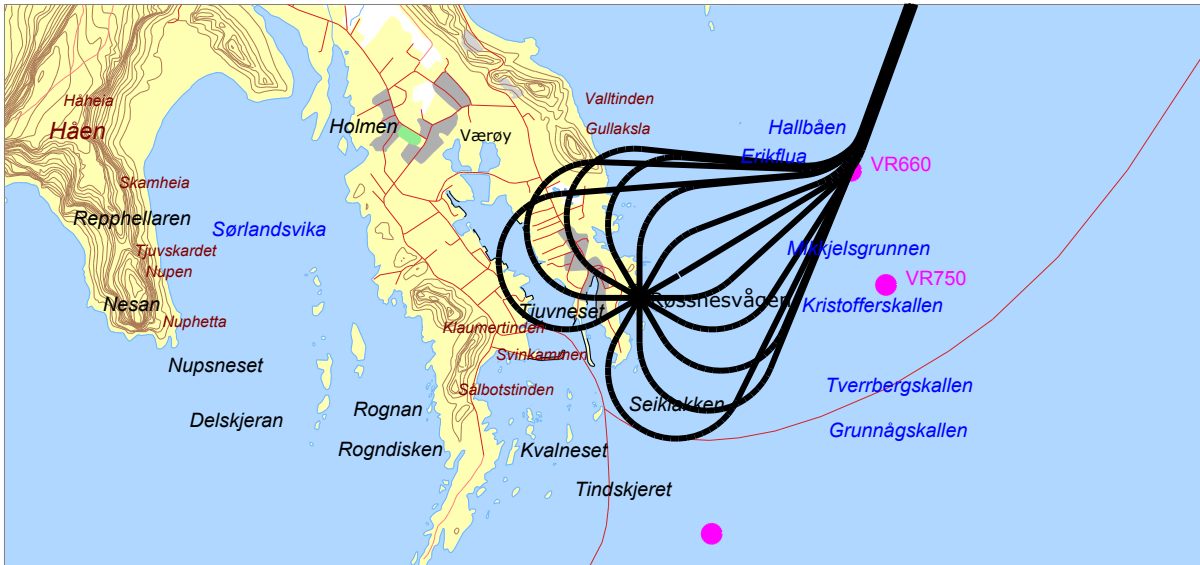 Håheia
Valltinden
Holmen
Håen
Værøy
Gullaksla
Hallbåen
Erikflua
VR660
Skamheia
Repphellaren
Sørlandsvika
Tjuvskardet
Mikkjelsgrunnen
Nupen
VR750
Nesan
Røssnesvågen
Kristofferskallen
Tjuvneset
Nuphetta
Klaumertinden
Svinkammen
Nupsneset
Sålbotstinden
Tverrbergskallen
Rognan
Seiklakken
Delskjeran
Grunnågskallen
Rogndisken
Kvalneset
Tindskjeret